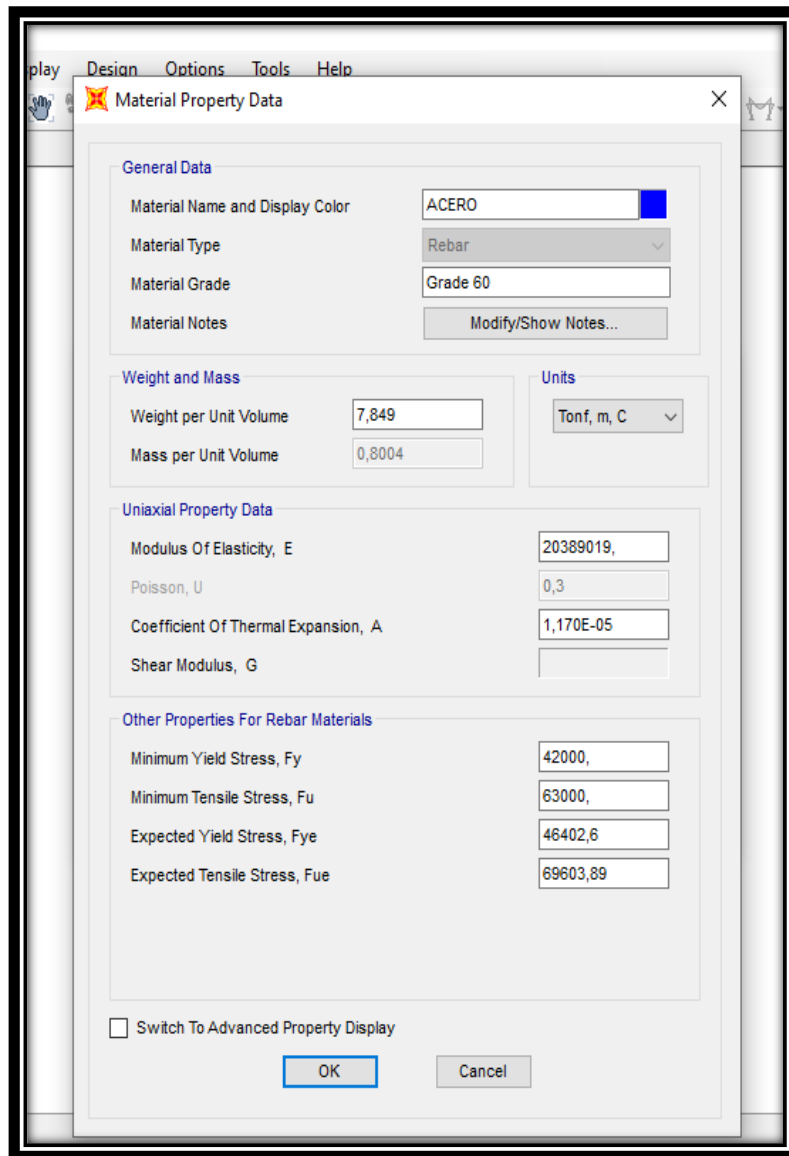 play Design Options Tools Help
Material Property Data
General Data
Material Name and Display Color ACERO
Material Type Rebar
Material Grade Grade 60
Material Notes Modify/Show Notes...
Weight and Mass Units
Weight per Unit Volume 7,849 Tonf, m, C
Mass per Unit Volume 0,8004
Uniaxial Property Data
Modulus Of Elasticity, E 20389019,
Poisson, U 0,3
Coefficient Of Thermal Expansion, A 1,170E-05
Shear Modulus, G
Other Properties For Rebar Materials
Minimum Yield Stress, Fy 42000,
Minimum Tensile Stress, Fu 63000,
Expected Yield Stress, Fye 46402,6
Expected Tensile Stress, Fue 69603,89
Switch To Advanced Property Display
OK Cancel